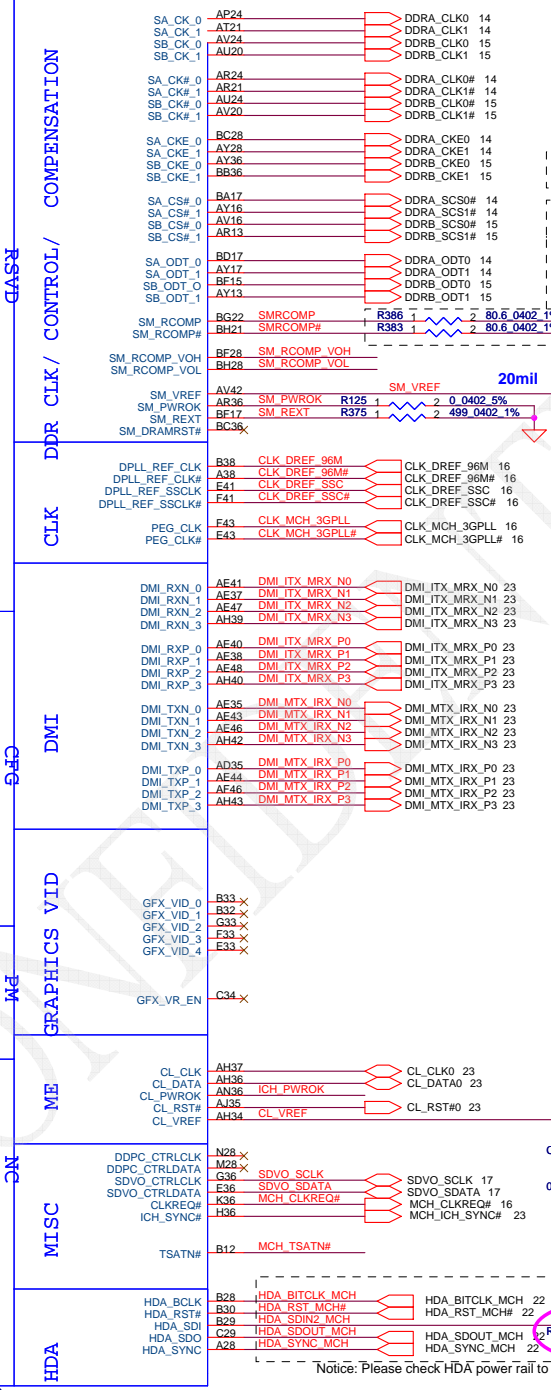 SA_CK_0 AP24 DDRA_CLK0 14
SA_CK_1 AT21 DDRA_CLK1 14
SB_CK_0 AV24 DDRB_CLK0 15
SB_CK_1 AU20 DDRB_CLK1 15
SA_CK#_0 AR24 DDRA_CLK0# 14
SA_CK#_1 AR21 DDRA_CLK1# 14
SB_CK#_0 AU24 DDRB_CLK0# 15
SB_CK#_1 AV20 DDRB_CLK1# 15
SA_CKE_0 BC28 DDRA_CKE0 14
SA_CKE_1 AY28 DDRA_CKE1 14
SB_CKE_0 AY36 DDRB_CKE0 15
SB_CKE_1 BB36 DDRB_CKE1 15
SA_CS#_0 BA17 DDRA_SCS0# 14
SA_CS#_1 AY16 DDRA_SCS1# 14
SB_CS#_0 AV16 DDRB_SCS0# 15
SB_CS#_1 AR13 DDRB_SCS1# 15
SA_ODT_0 BD17 DDRA_ODT0 14
SA_ODT_1 AY17 DDRA_ODT1 14
SB_ODT_O BF15 DDRB_ODT0 15
SB_ODT_1 AY13 DDRB_ODT1 15
SM_RCOMP BG22 SMRCOMP R386 1 2 80.6_0402_1%
SM_RCOMP# BH21 SMRCOMP# R383 1 2 80.6_0402_1%
SM_RCOMP_VOH BF28 SM_RCOMP_VOH
SM_RCOMP_VOL BH28 SM_RCOMP_VOL
20mil
SM_VREF AV42 SM_VREF
SM_PWROK AR36 SM_PWROK R125 1 2 0_0402_5%
SM_REXT BF17 SM_REXT R375 1 2 499_0402_1%
SM_DRAMRST# BC36
DDR CLK/ CONTROL/ COMPENSATION
RSVD
DPLL_REF_CLK B38 CLK_DREF_96M CLK_DREF_96M 16
DPLL_REF_CLK# A38 CLK_DREF_96M# CLK_DREF_96M# 16
DPLL_REF_SSCLK E41 CLK_DREF_SSC CLK_DREF_SSC 16
DPLL_REF_SSCLK# F41 CLK_DREF_SSC# CLK_DREF_SSC# 16
PEG_CLK F43 CLK_MCH_3GPLL CLK_MCH_3GPLL 16
PEG_CLK# E43 CLK_MCH_3GPLL# CLK_MCH_3GPLL# 16
CLK
DMI_RXN_0 AE41 DMI_ITX_MRX_N0 DMI_ITX_MRX_N0 23
DMI_RXN_1 AE37 DMI_ITX_MRX_N1 DMI_ITX_MRX_N1 23
DMI_RXN_2 AE47 DMI_ITX_MRX_N2 DMI_ITX_MRX_N2 23
DMI_RXN_3 AH39 DMI_ITX_MRX_N3 DMI_ITX_MRX_N3 23
DMI_RXP_0 AE40 DMI_ITX_MRX_P0 DMI_ITX_MRX_P0 23
DMI_RXP_1 AE38 DMI_ITX_MRX_P1 DMI_ITX_MRX_P1 23
DMI_RXP_2 AE48 DMI_ITX_MRX_P2 DMI_ITX_MRX_P2 23
DMI_RXP_3 AH40 DMI_ITX_MRX_P3 DMI_ITX_MRX_P3 23
DMI_TXN_0 AE35 DMI_MTX_IRX_N0 DMI_MTX_IRX_N0 23
DMI_TXN_1 AE43 DMI_MTX_IRX_N1 DMI_MTX_IRX_N1 23
DMI_TXN_2 AE46 DMI_MTX_IRX_N2 DMI_MTX_IRX_N2 23
DMI_TXN_3 AH42 DMI_MTX_IRX_N3 DMI_MTX_IRX_N3 23
DMI_TXP_0 AD35 DMI_MTX_IRX_P0 DMI_MTX_IRX_P0 23
DMI_TXP_1 AE44 DMI_MTX_IRX_P1 DMI_MTX_IRX_P1 23
DMI_TXP_2 AF46 DMI_MTX_IRX_P2 DMI_MTX_IRX_P2 23
DMI_TXP_3 AH43 DMI_MTX_IRX_P3 DMI_MTX_IRX_P3 23
DMI
CFG
GFX_VID_0 B33
GFX_VID_1 B32
GFX_VID_2 G33
GFX_VID_3 F33
GFX_VID_4 E33
GFX_VR_EN C34
GRAPHICS VID
PM
CL_CLK AH37 CL_CLK0 23
CL_DATA AH36 CL_DATA0 23
CL_PWROK AN36 ICH_PWROK
CL_RST# AJ35 CL_RST#0 23
CL_VREF AH34 CL_VREF
ME
NC
DDPC_CTRLCLK N28
DDPC_CTRLDATA M28
SDVO_CTRLCLK G36 SDVO_SCLK SDVO_SCLK 17
SDVO_CTRLDATA E36 SDVO_SDATA SDVO_SDATA 17
CLKREQ# K36 MCH_CLKREQ# MCH_CLKREQ# 16
ICH_SYNC# H36 MCH_ICH_SYNC# 23
TSATN# B12 MCH_TSATN#
MISC
HDA_BCLK B28 HDA_BITCLK_MCH HDA_BITCLK_MCH 22
HDA_RST# B30 HDA_RST_MCH# HDA_RST_MCH# 22
HDA_SDI B29 HDA_SDIN2_MCH
HDA_SDO C29 HDA_SDOUT_MCH HDA_SDOUT_MCH 22
HDA_SYNC A28 HDA_SYNC_MCH HDA_SYNC_MCH 22
HDA
Notice: Please check HDA power rail to